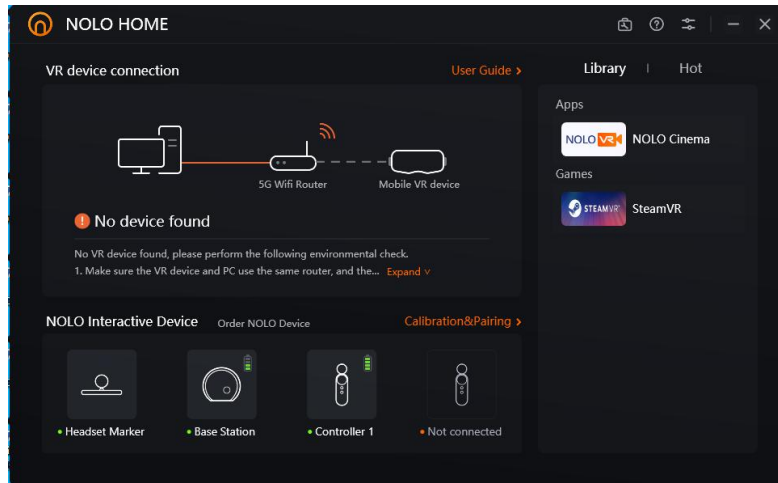 NOLO HOME
VR device connection
User Guide >
5G Wifi Router
Mobile VR device
No device found
No VR device found, please perform the following environmental check.
1. Make sure the VR device and PC use the same router, and the... Expand
NOLO Interactive Device
Order NOLO Device
Calibration&Pairing >
Headset Marker
Base Station
Controller 1
Not connected
Library | Hot
Apps
NOLO VR
NOLO Cinema
Games
STEAMVR
SteamVR